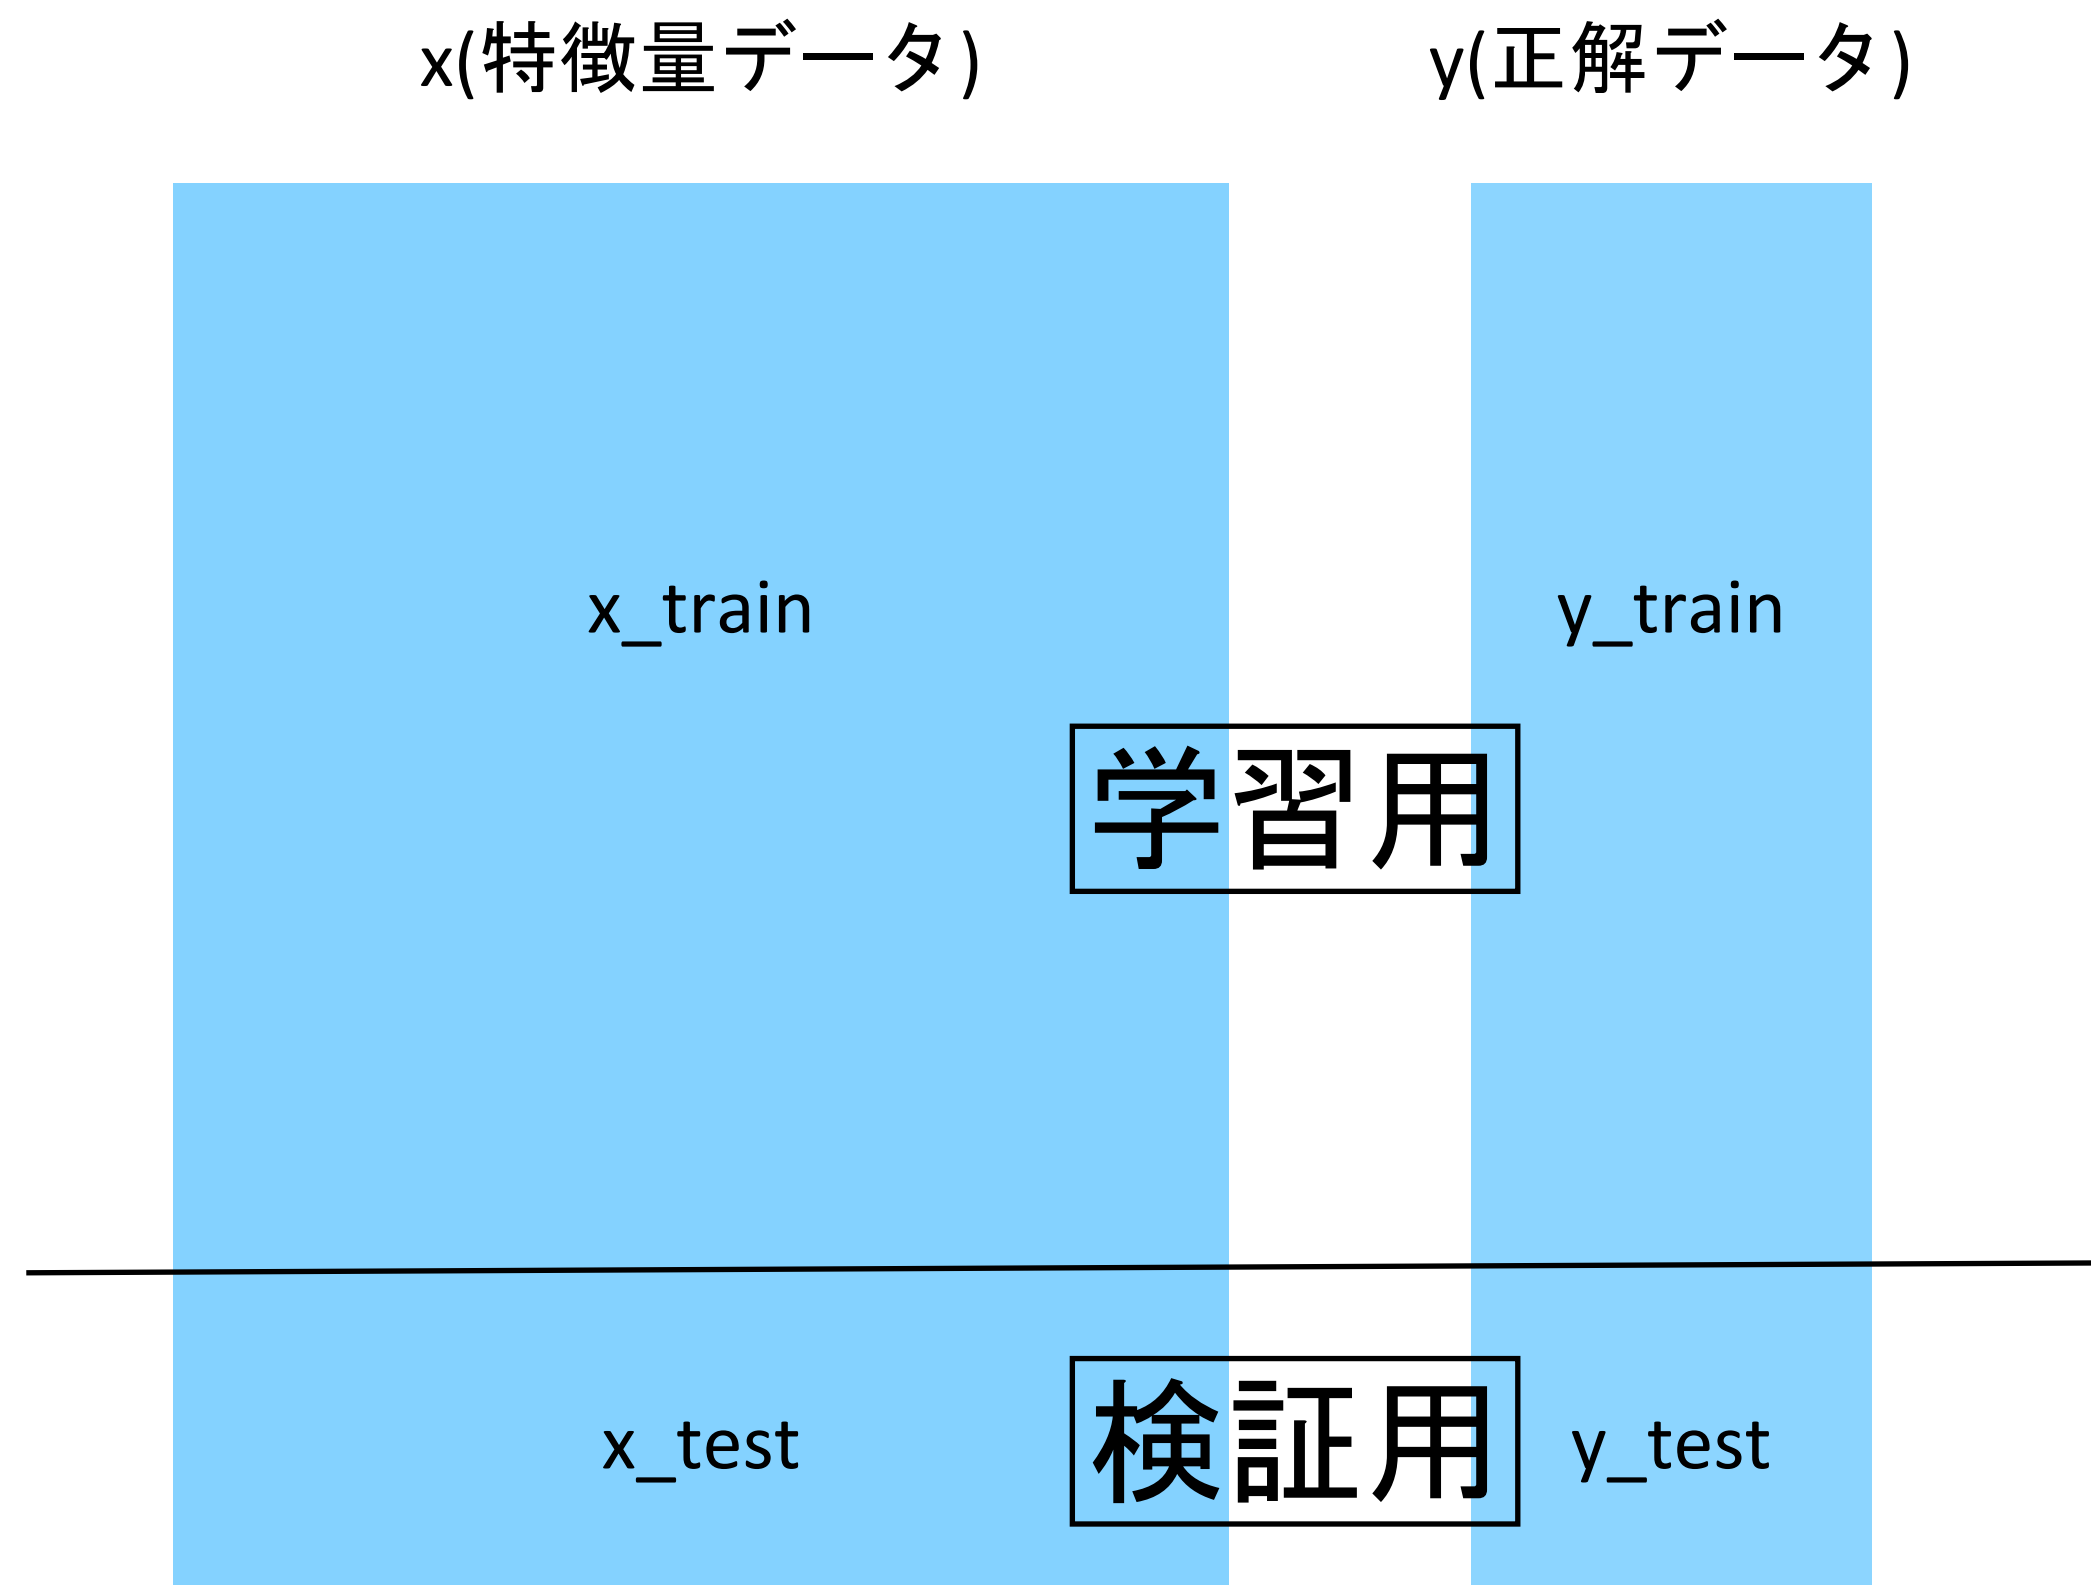 x(特徴量データ)
y(正解データ)
x_train
y_train
学習用
検証用
x_test
y_test